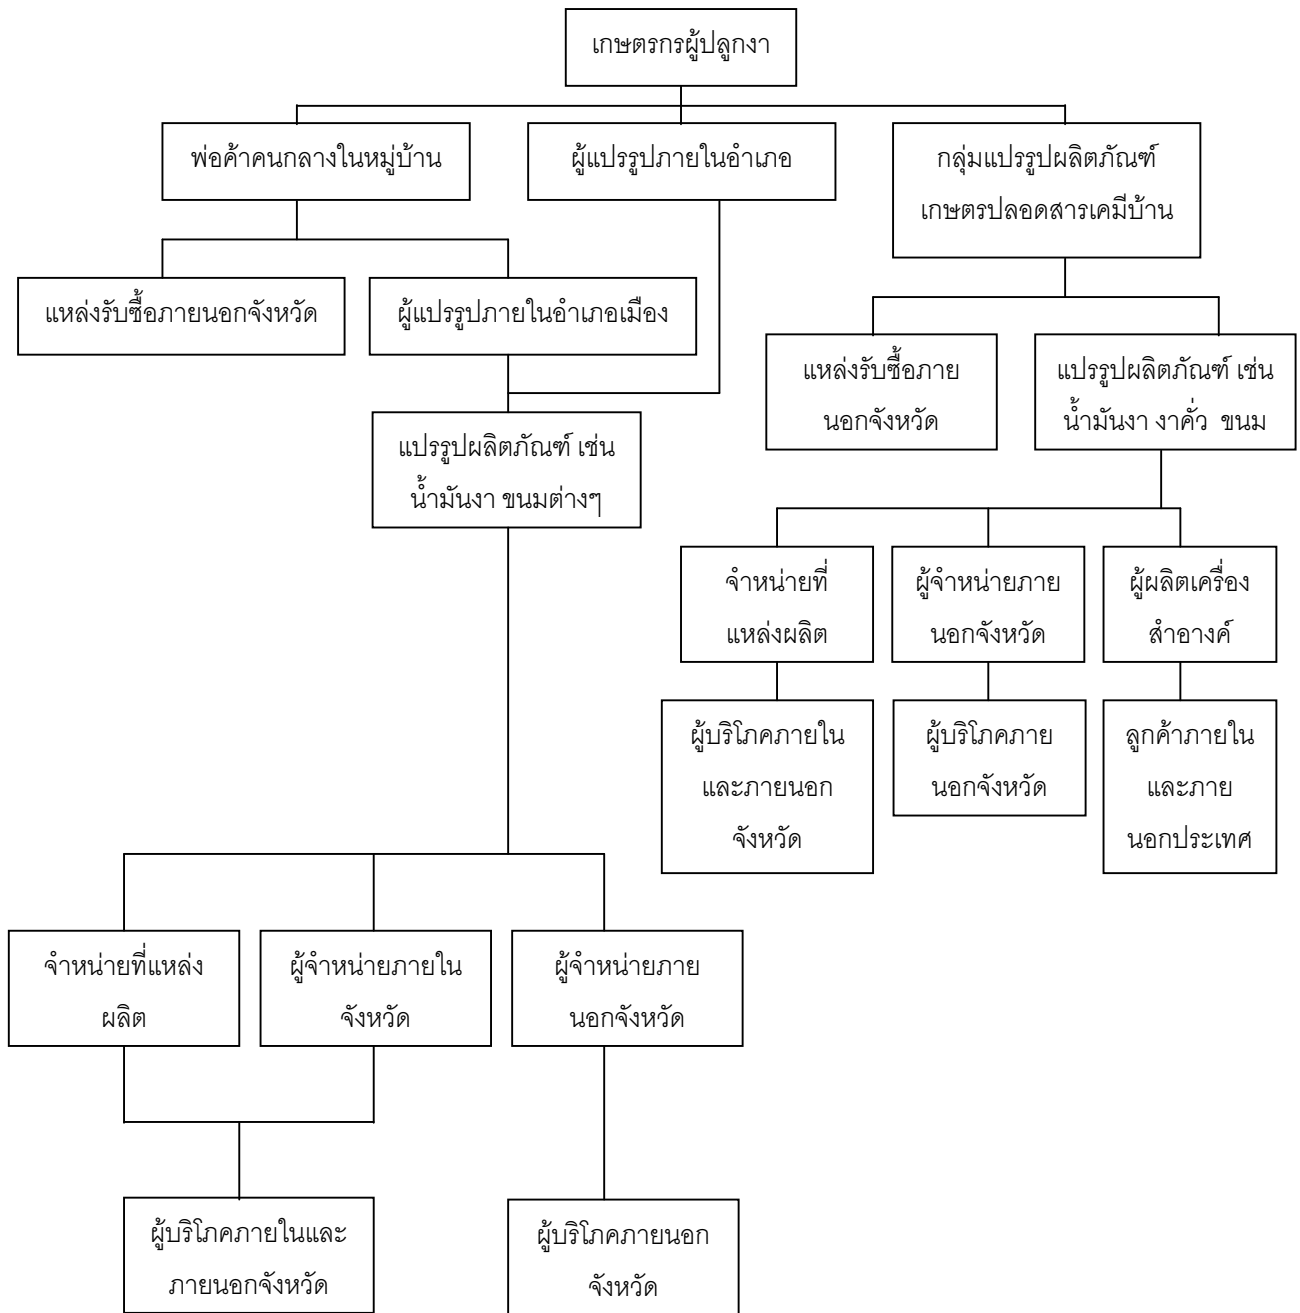 เกษตรกรผู้ปลูกงา
พ่อค้าคนกลางในหมู่บ้าน
ผู้แปรรูปภายในอำเภอ
กลุ่มแปรรูปผลิตภัณฑ์
เกษตรปลอดสารเคมีบ้าน
แหล่งรับซื้อภายนอกจังหวัด
ผู้แปรรูปภายในอำเภอเมือง
แหล่งรับซื้อภาย
นอกจังหวัด
แปรรูปผลิตภัณฑ์ เช่น
น้ำมันงา งาคั่ว ขนม
แปรรูปผลิตภัณฑ์ เช่น
น้ำมันงา ขนมต่างๆ
จำหน่ายที่
แหล่งผลิต
ผู้จำหน่ายภาย
นอกจังหวัด
ผู้ผลิตเครื่อง
สำอางค์
ผู้บริโภคภายใน
และภายนอก
จังหวัด
ผู้บริโภคภาย
นอกจังหวัด
ลูกค้าภายใน
และภาย
นอกประเทศ
จำหน่ายที่แหล่ง
ผลิต
ผู้จำหน่ายภายใน
จังหวัด
ผู้จำหน่ายภาย
นอกจังหวัด
ผู้บริโภคภายในและ
ภายนอกจังหวัด
ผู้บริโภคภายนอก
จังหวัด